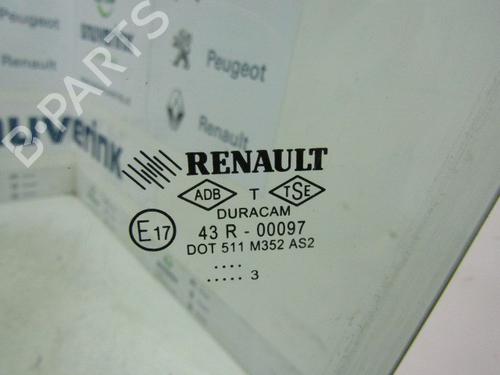 Peugeot
Renault
Peugeot
Renault
B-PARTS
RENAULT
ADB T TSE
DURACAM
E17 43 R - 00097
DOT 511 M352 AS2
....
..... 3